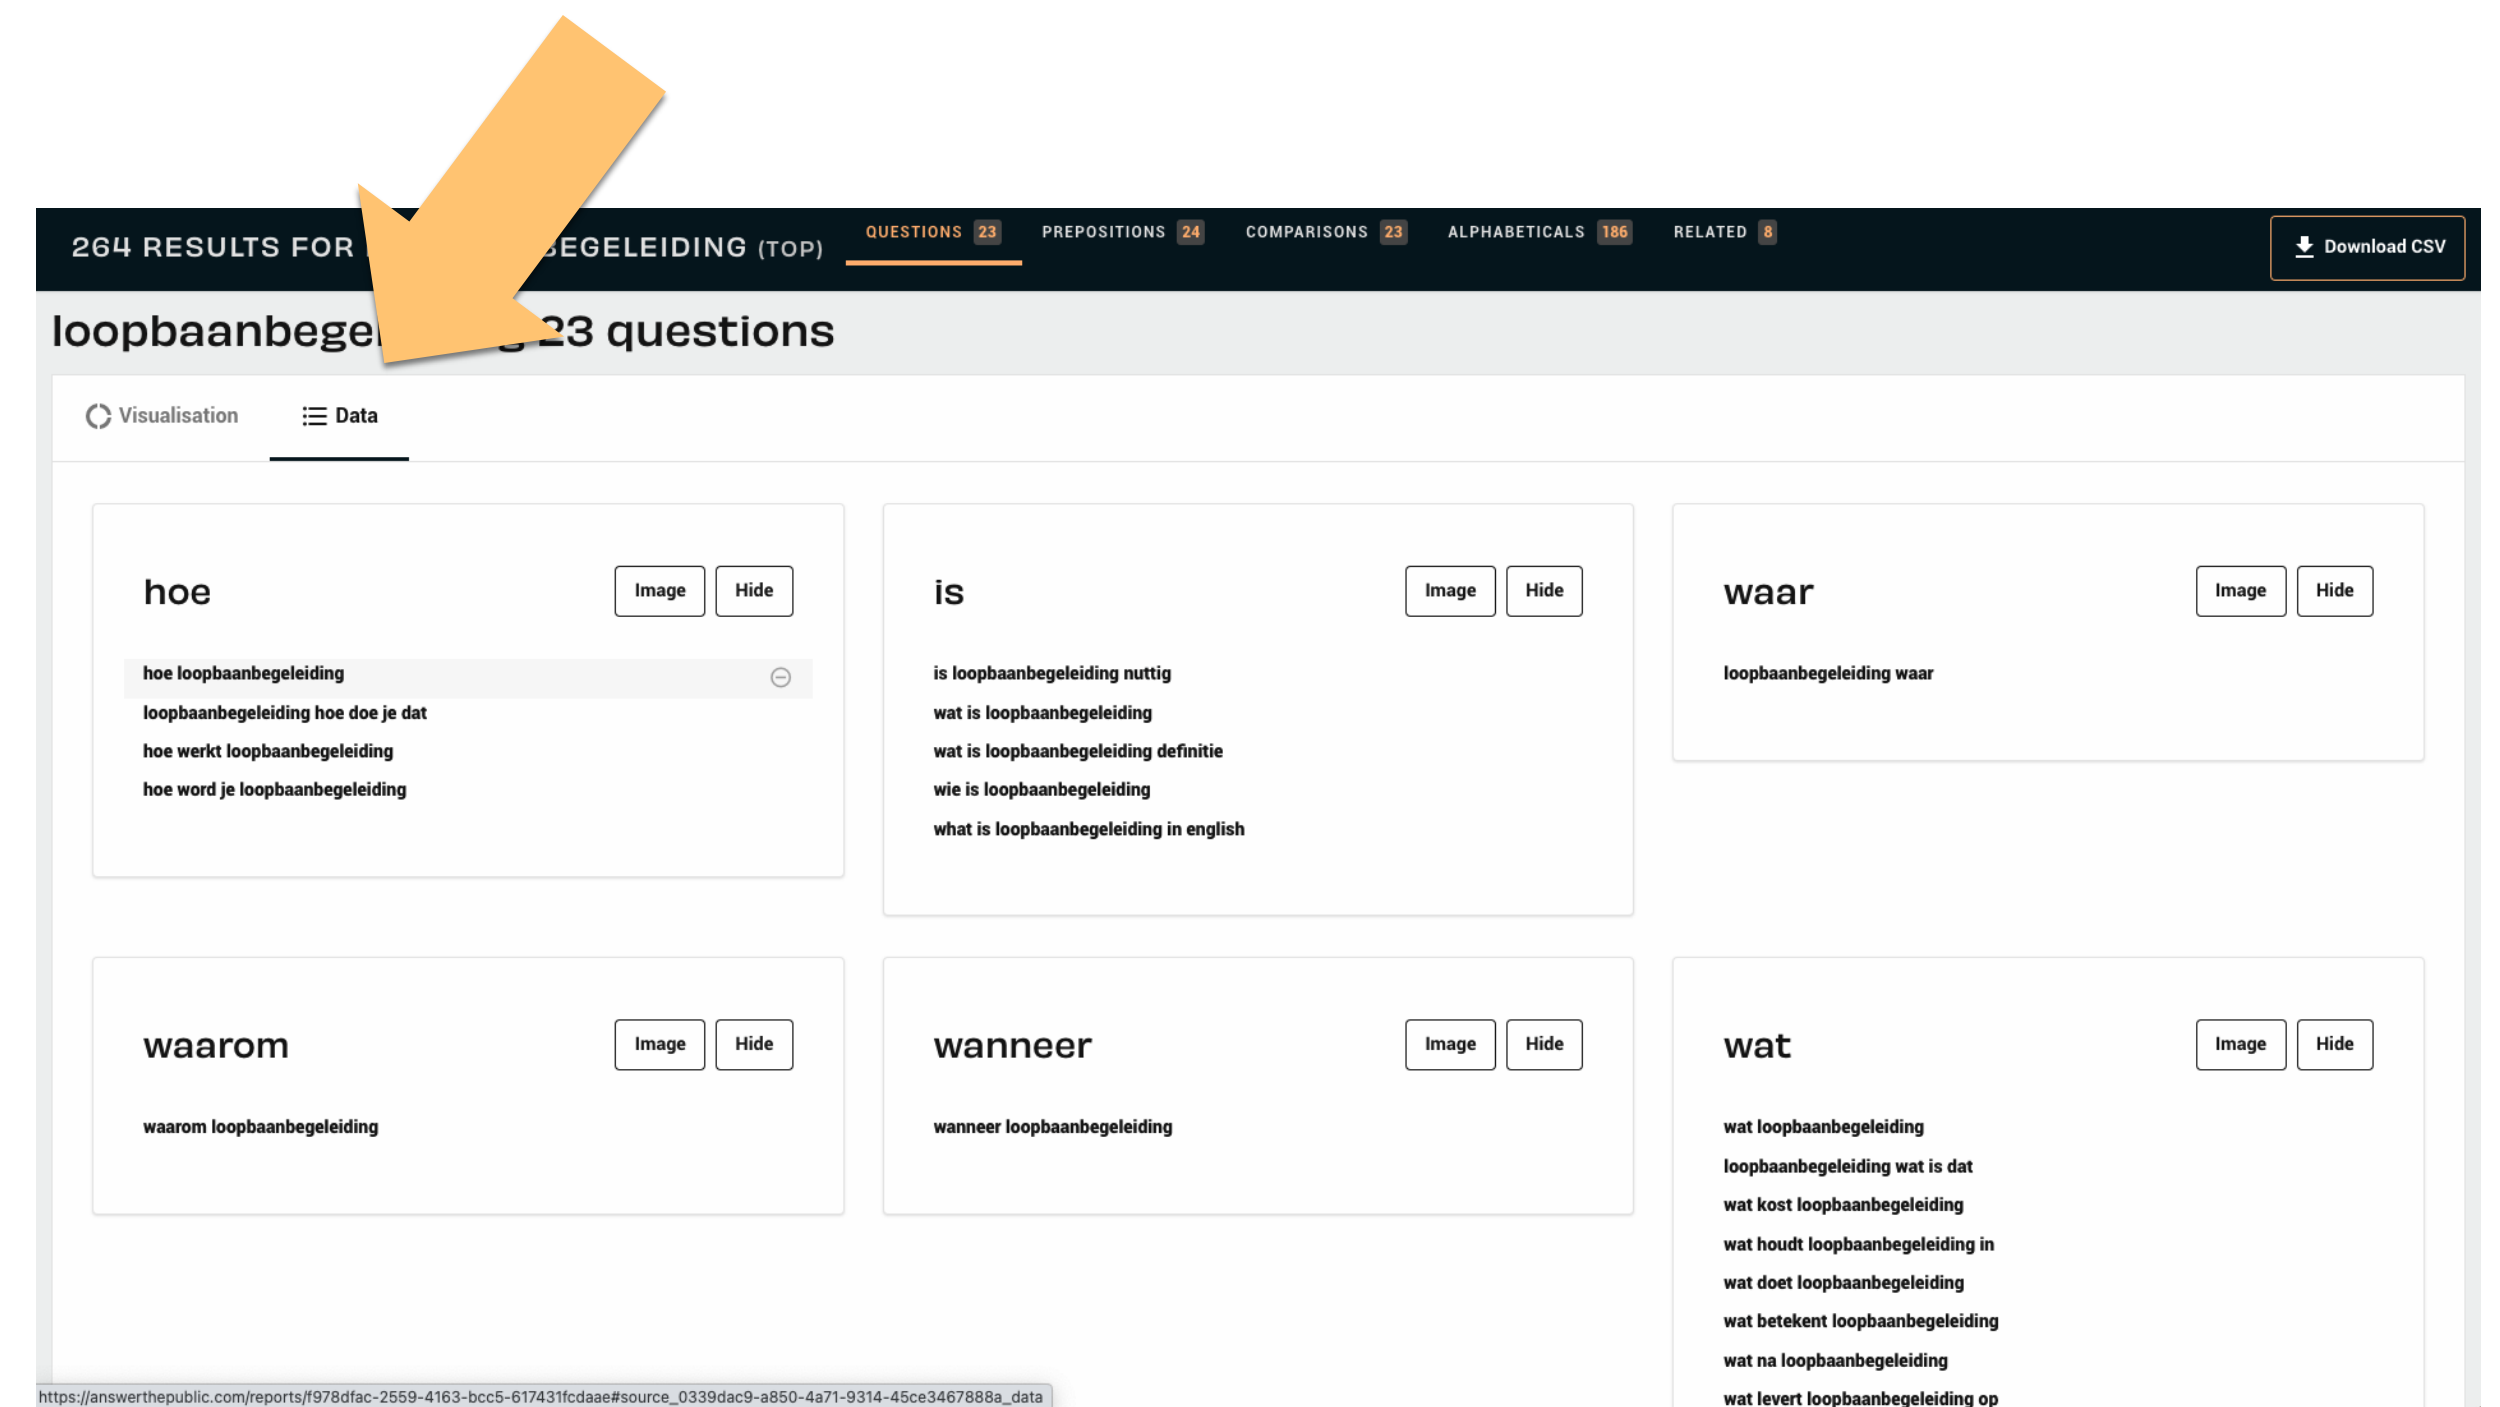 264 RESULTS FOR BEGELEIDING (TOP)
QUESTIONS 23
PREPOSITIONS 24
COMPARISONS 23
ALPHABETICALS 186
RELATED 8
Download CSV
23 questions
Visualisation
Data
hoe
Image
Hide
hoe loopbaanbegeleiding
loopbaanbegeleiding hoe doe je dat
hoe werkt loopbaanbegeleiding
hoe word je loopbaanbegeleiding
is
Image
Hide
is loopbaanbegeleiding nuttig
wat is loopbaanbegeleiding
wat is loopbaanbegeleiding definitie
wie is loopbaanbegeleiding
what is loopbaanbegeleiding in english
waar
Image
Hide
loopbaanbegeleiding waar
waarom
Image
Hide
waarom loopbaanbegeleiding
wanneer
Image
Hide
wanneer loopbaanbegeleiding
wat
Image
Hide
wat loopbaanbegeleiding
loopbaanbegeleiding wat is dat
wat kost loopbaanbegeleiding
wat houdt loopbaanbegeleiding in
wat doet loopbaanbegeleiding
wat betekent loopbaanbegeleiding
wat na loopbaanbegeleiding
wat levert loopbaanbegeleiding op
https://answerthepublic.com/reports/f978dfac-2559-4163-bcc5-617431fcdaae#source_0339dac9-a850-4a71-9314-45ce3467888a_data